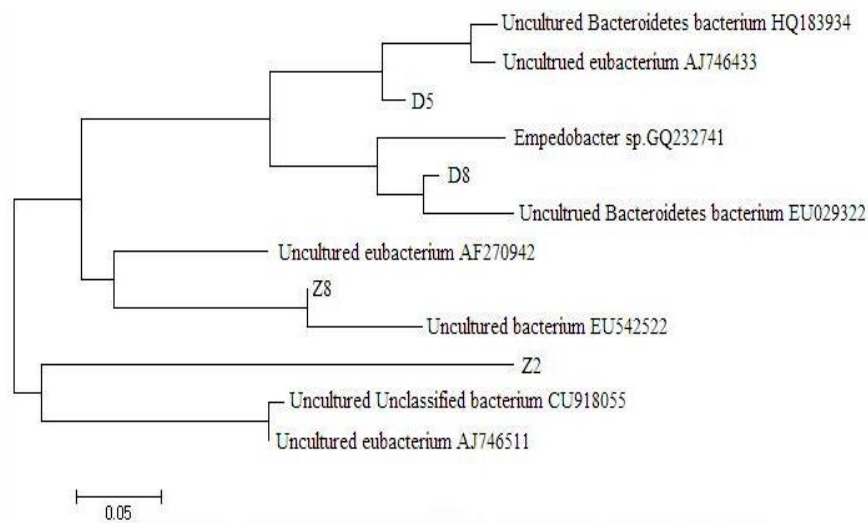 Uncultured Bacteroidetes bacterium HQ183934
Uncultrued eubacterium AJ746433
D5
Empedobacter sp.GQ232741
D8
Uncultrued Bacteroidetes bacterium EU029322
Uncultured eubacterium AF270942
Z8
Uncultured bacterium EU542522
Z2
Uncultured Unclassified bacterium CU918055
Uncultured eubacterium AJ746511
0.05